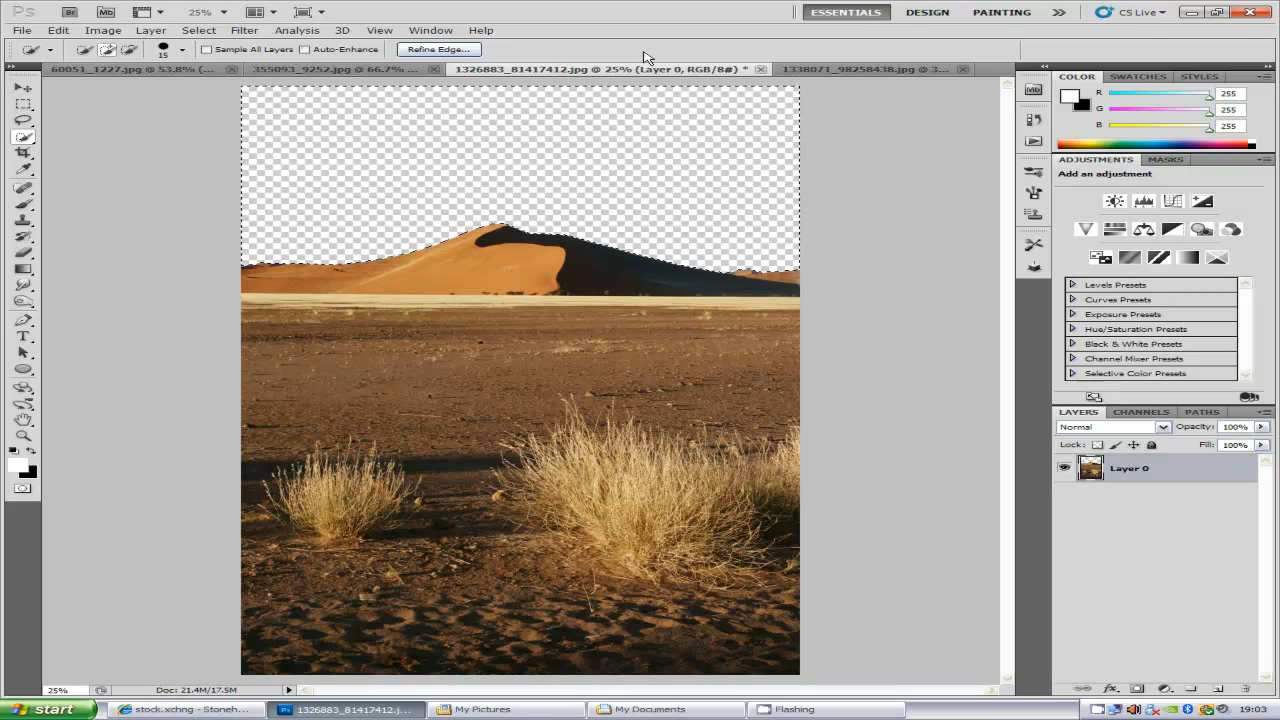 Ps Br Mb 25% ESSENTIALS DESIGN PAINTING CS Live
File Edit Image Layer Select Filter Analysis 3D View Window Help
15 Sample All Layers Auto-Enhance Refine Edge...
60051_1227.jpg @ 53.8% (... 355093_9252.jpg @ 66.7% ... 1326883_81417412.jpg @ 25% (Layer 0, RGB/8#) * 1338071_98258438.jpg @ 3...
COLOR SWATCHES STYLES
R 255
G 255
B 255
ADJUSTMENTS MASKS
Add an adjustment
Levels Presets
Curves Presets
Exposure Presets
Hue/Saturation Presets
Black & White Presets
Channel Mixer Presets
Selective Color Presets
LAYERS CHANNELS PATHS
Normal Opacity: 100%
Lock: Fill: 100%
Layer 0
25% Doc: 21.4M/17.5M
start stock.xchng - Stoneh... 1326883_81417412.j... My Pictures My Documents Flashing 19:03